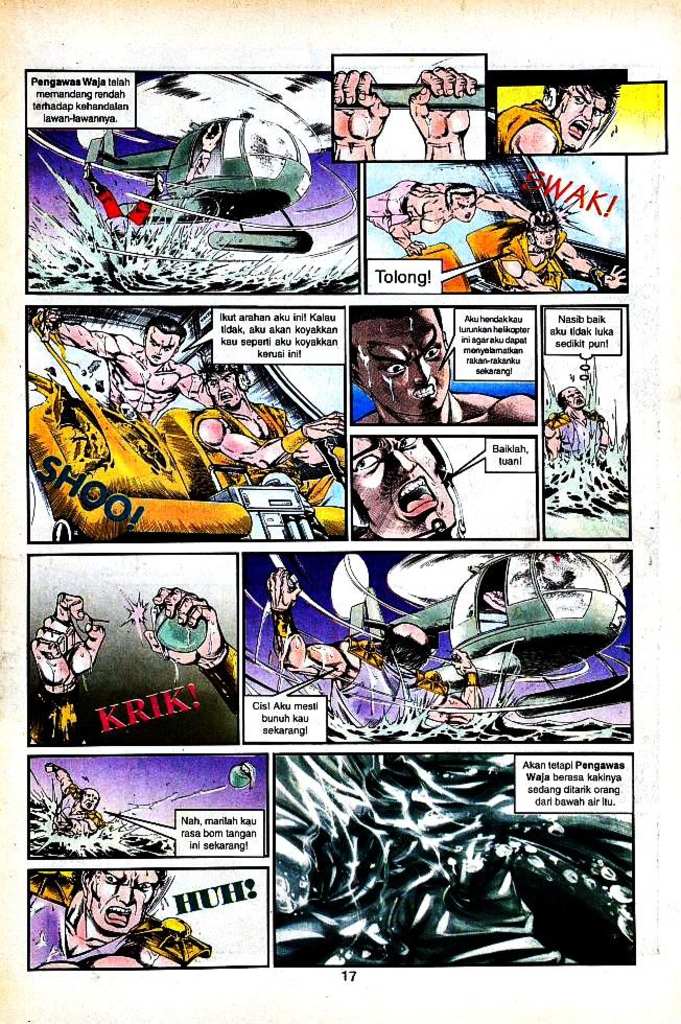 Pengawas Waja telah
memandang rendah
terhadap kehandalan
lawan-lawannya.
SWAK!
Tolong!
Ikut arahan aku ini! Kalau
tidak, aku akan koyakkan
kau seperti aku koyakkan
kerusi ini!
SHOO!
Aku hendak kau
turunkan helikopter
ini agar aku dapat
menyelamatkan
rakan-rakanku
sekarang!
Baiklah,
tuan!
Nasib baik
aku tidak luka
sedikit pun!
KRIK!
Cis! Aku mesti
bunuh kau
sekarang!
Nah, marilah kau
rasa bom tangan
ini sekarang!
HUH!
Akan tetapi Pengawas
Waja berasa kakinya
sedang ditarik orang
dari bawah air itu.
17